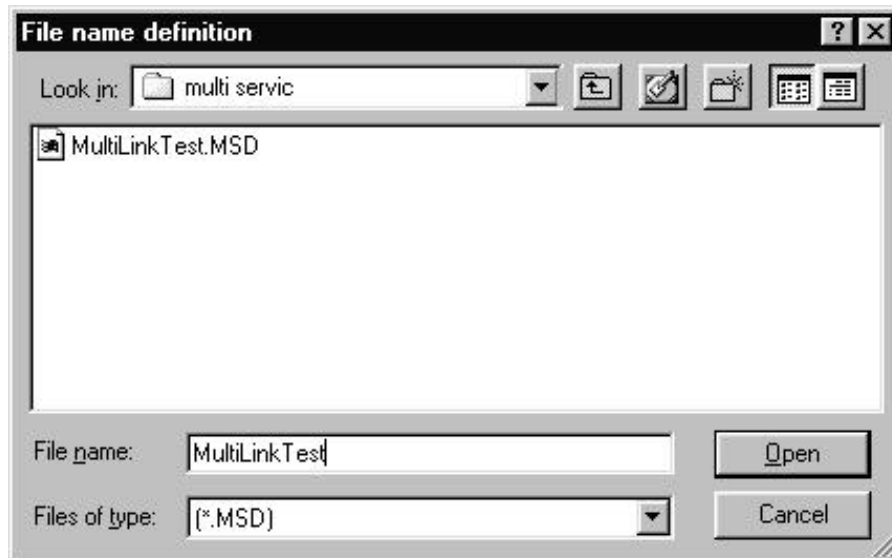 File name definition
Look in: multi servic
MultiLinkTest.MSD
File name: MultiLinkTest Open
Files of type: (*.MSD) Cancel